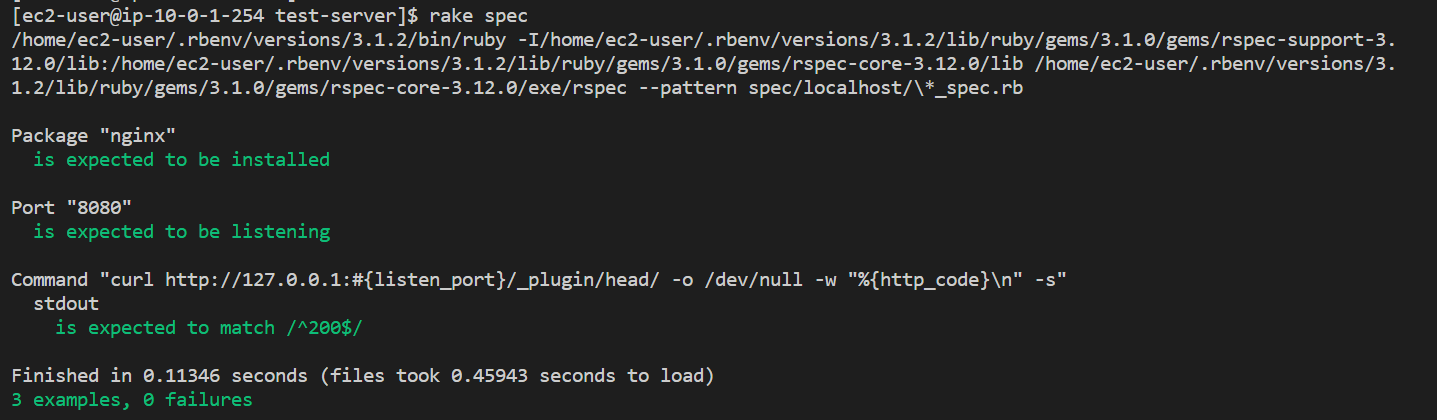 [ec2-user@ip-10-0-1-254 test-server]$ rake spec
/home/ec2-user/.rbenv/versions/3.1.2/bin/ruby -I/home/ec2-user/.rbenv/versions/3.1.2/lib/ruby/gems/3.1.0/gems/rspec-support-3.
12.0/lib:/home/ec2-user/.rbenv/versions/3.1.2/lib/ruby/gems/3.1.0/gems/rspec-core-3.12.0/lib /home/ec2-user/.rbenv/versions/3.
1.2/lib/ruby/gems/3.1.0/gems/rspec-core-3.12.0/exe/rspec --pattern spec/localhost/\*_spec.rb
Package "nginx"
is expected to be installed
Port "8080"
is expected to be listening
Command "curl http://127.0.0.1:#{listen_port}/_plugin/head/ -o /dev/null -w "%{http_code}\n" -s"
stdout
is expected to match /^200$/
Finished in 0.11346 seconds (files took 0.45943 seconds to load)
3 examples, 0 failures